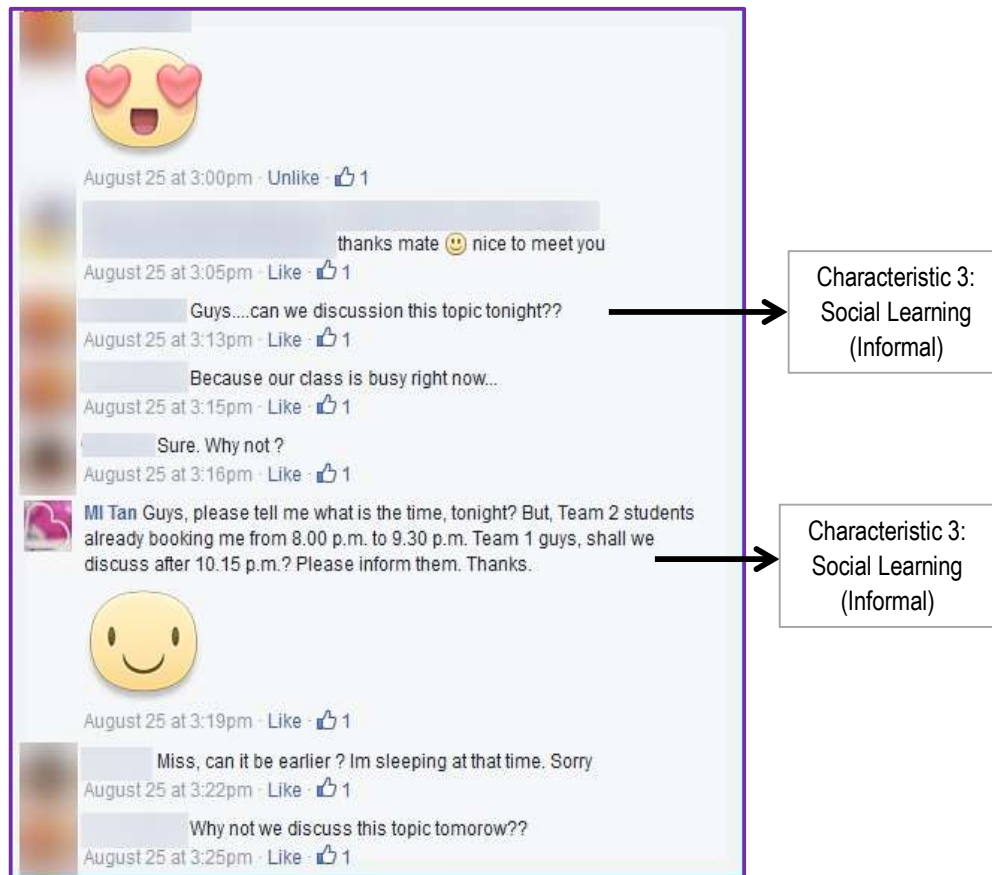 August 25 at 3:00pm · Unlike · 1
thanks mate nice to meet you
August 25 at 3:05pm · Like · 1
Guys....can we discussion this topic tonight??
August 25 at 3:13pm · Like · 1
Because our class is busy right now...
August 25 at 3:15pm · Like · 1
Sure. Why not ?
August 25 at 3:16pm · Like · 1
MI Tan Guys, please tell me what is the time, tonight? But, Team 2 students
already booking me from 8.00 p.m. to 9.30 p.m. Team 1 guys, shall we
discuss after 10.15 p.m.? Please inform them. Thanks.
August 25 at 3:19pm · Like · 1
Miss, can it be earlier ? Im sleeping at that time. Sorry
August 25 at 3:22pm · Like · 1
Why not we discuss this topic tomorow??
August 25 at 3:25pm · Like · 1
Characteristic 3:
Social Learning
(Informal)
Characteristic 3:
Social Learning
(Informal)